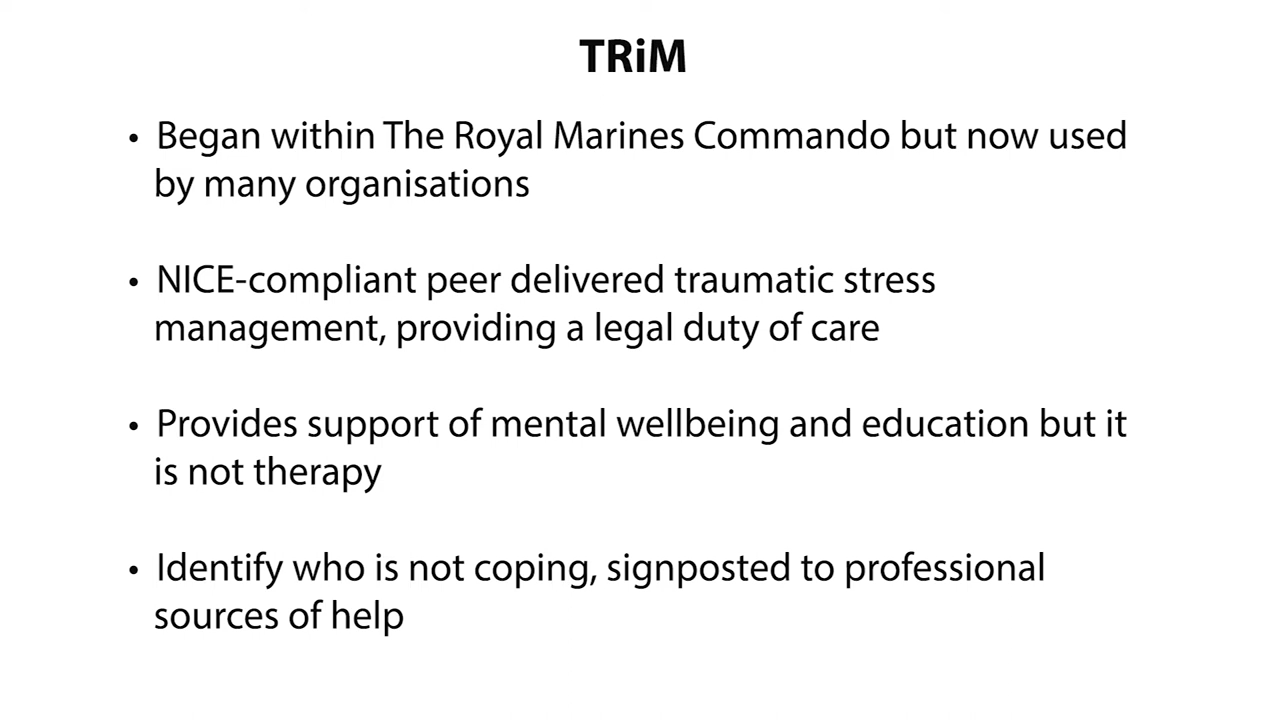 TRiM
• Began within The Royal Marines Commando but now used
by many organisations
• NICE-compliant peer delivered traumatic stress
management, providing a legal duty of care
• Provides support of mental wellbeing and education but it
is not therapy
• Identify who is not coping, signposted to professional
sources of help